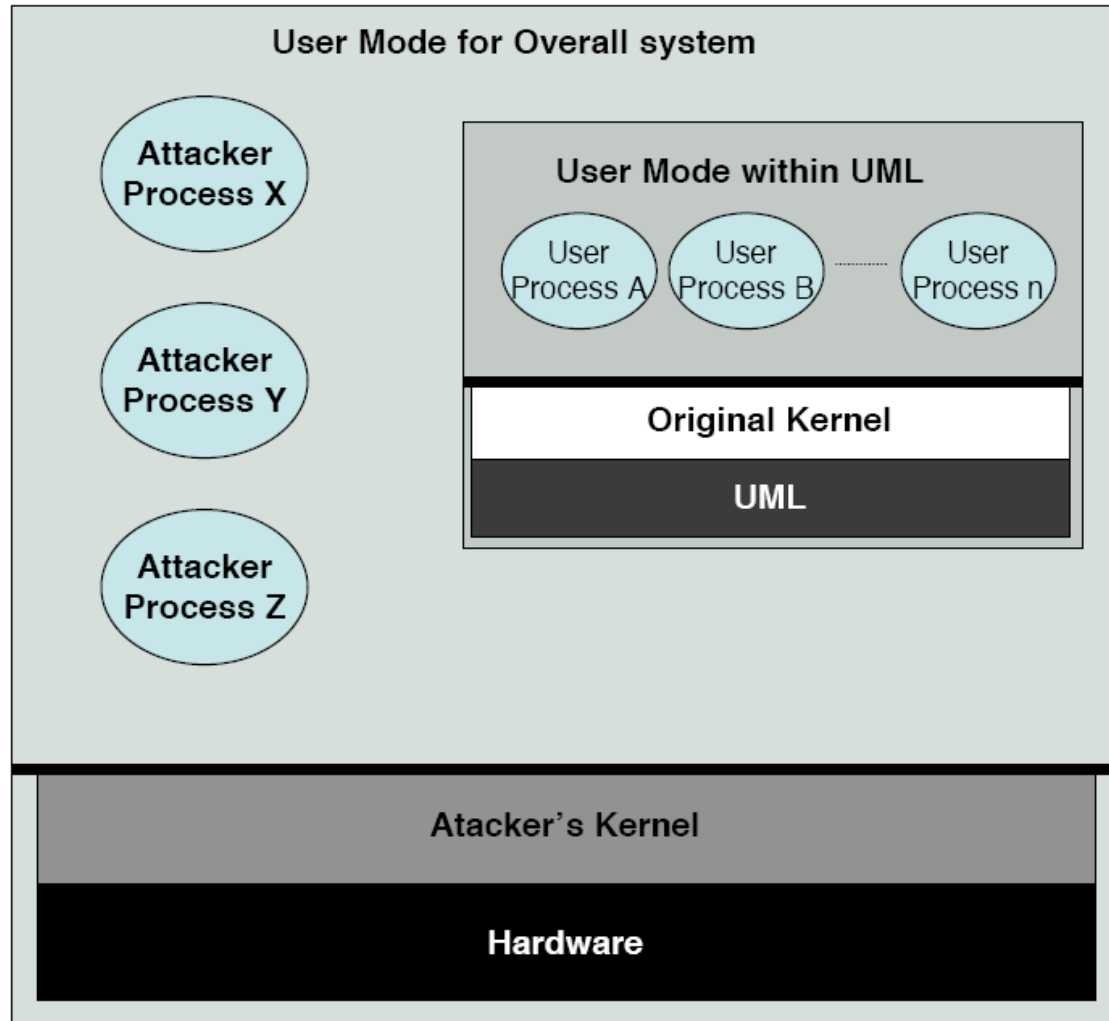 User Mode for Overall system
Attacker
Process X
Attacker
Process Y
Attacker
Process Z
User Mode within UML
User
Process A
User
Process B
User
Process n
Original Kernel
UML
Atacker’s Kernel
Hardware